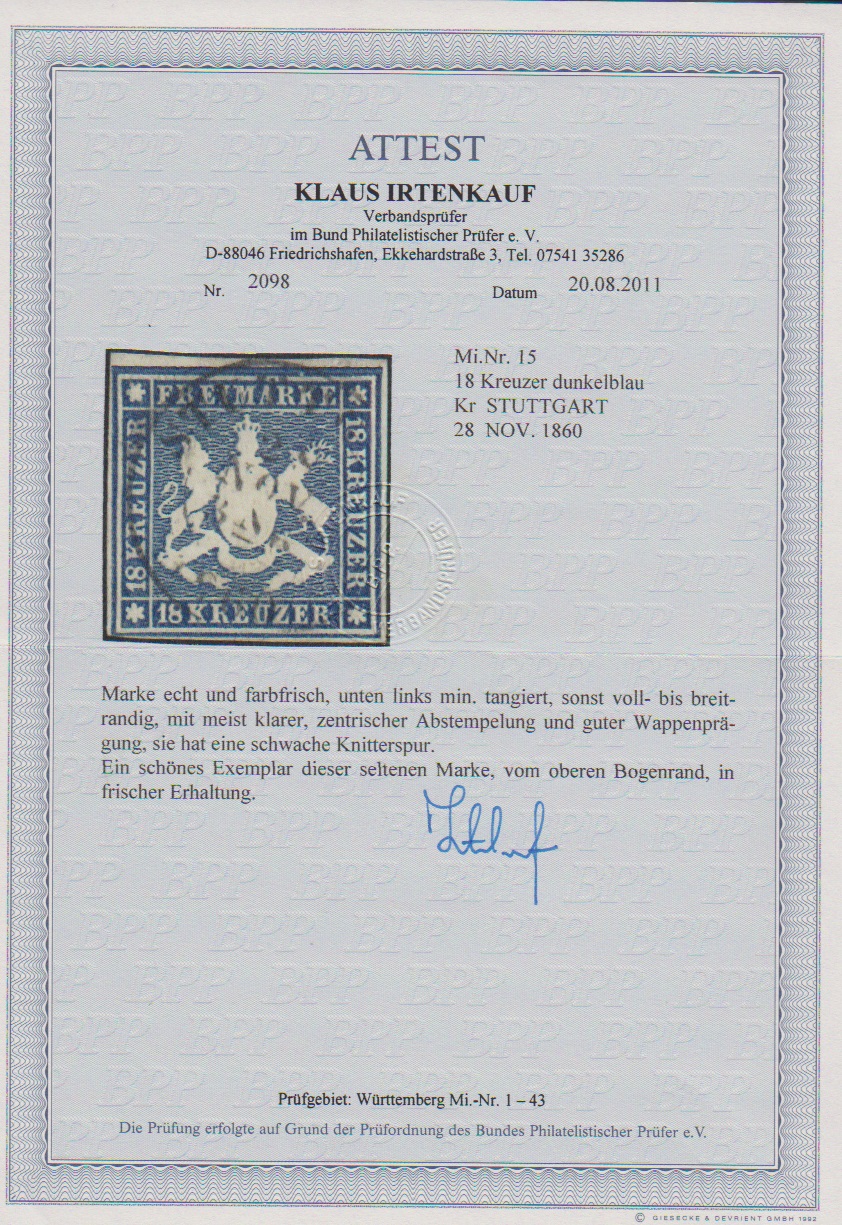 ATTEST
KLAUS IRTENKAUF
Verbandsprüfer
im Bund Philatelistischer Prüfer e. V.
D-88046 Friedrichshafen, Ekkehardstraße 3, Tel. 07541 35286
Nr. 2098 Datum 20.08.2011
FREYMARKE
18 KREUZER
18 KREUZER
18 KREUZER
Mi.Nr. 15
18 Kreuzer dunkelblau
Kr STUTTGART
28 NOV. 1860
BPP
VERBANDSPRÜFER
Marke echt und farbfrisch, unten links min. tangiert, sonst voll- bis breit-
randig, mit meist klarer, zentrischer Abstempelung und guter Wappenprä-
gung, sie hat eine schwache Knitterspur.
Ein schönes Exemplar dieser seltenen Marke, vom oberen Bogenrand, in
frischer Erhaltung.
Prüfgebiet: Württemberg Mi.-Nr. 1 – 43
Die Prüfung erfolgte auf Grund der Prüfordnung des Bundes Philatelistischer Prüfer e.V.
© GIESECKE & DEVRIENT GMBH 1992